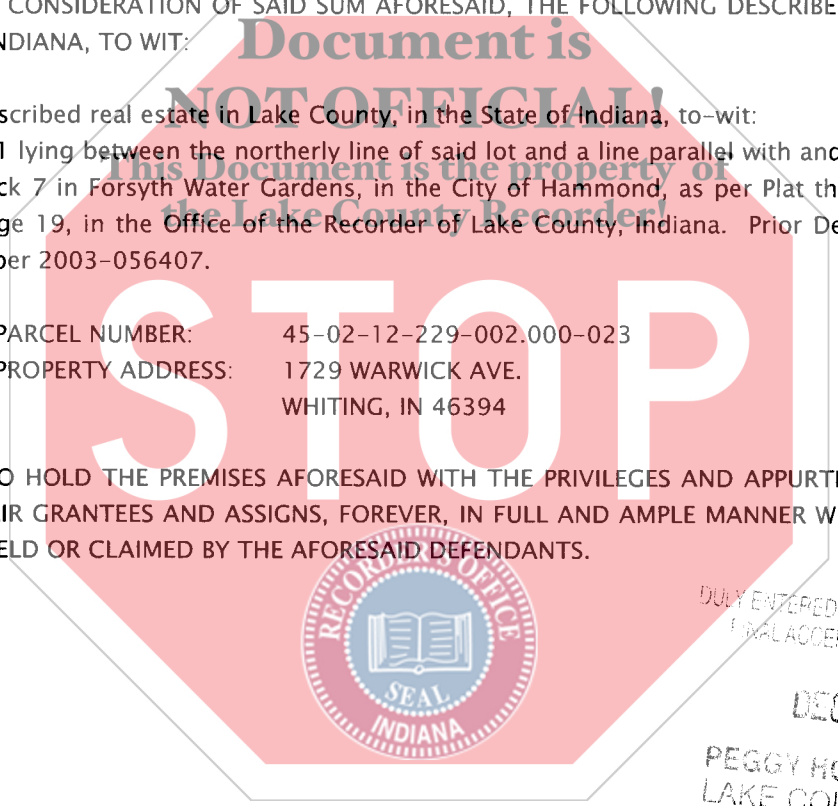 CONSIDERATION OF SAID SUM AFORESAID, THE FOLLOWING DESCRIBE
NDIANA, TO WIT:
Document is
NOT OFFICIAL!
This Document is the property of
the Lake County Recorder!
scribed real estate in Lake County, in the State of Indiana, to-wit:
1 lying between the northerly line of said lot and a line parallel with and
ck 7 in Forsyth Water Gardens, in the City of Hammond, as per Plat th
ge 19, in the Office of the Recorder of Lake County, Indiana. Prior De
ber 2003-056407.
STOP
PARCEL NUMBER: 45-02-12-229-002.000-023
PROPERTY ADDRESS: 1729 WARWICK AVE.
WHITING, IN 46394
O HOLD THE PREMISES AFORESAID WITH THE PRIVILEGES AND APPURT
IR GRANTEES AND ASSIGNS, FOREVER, IN FULL AND AMPLE MANNER W
ELD OR CLAIMED BY THE AFORESAID DEFENDANTS.
RECORDER'S OFFICE
SEAL
INDIANA
DULY ENTERED
FINAL ACCE
DEC
PEGGY HO
LAKE COU